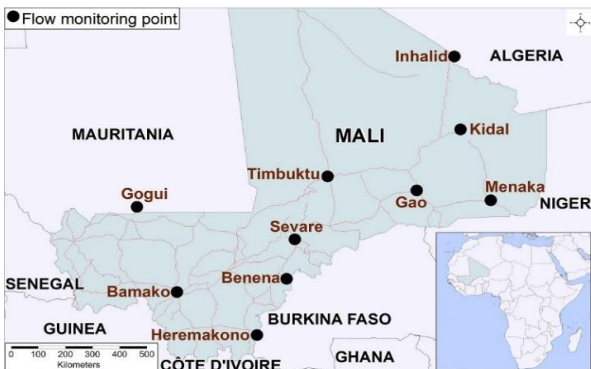 Flow monitoring point
Inhalid
ALGERIA
MAURITANIA
MALI
Kidal
Timbuktu
Gogui
Gao
Menaka
NIGER
Sevare
SENEGAL
Bamako
Benena
BURKINA FASO
GUINEA
Heremakono
GHANA
CÔTE D'IVOIRE
0 100 200 300 400 500
Kilometers